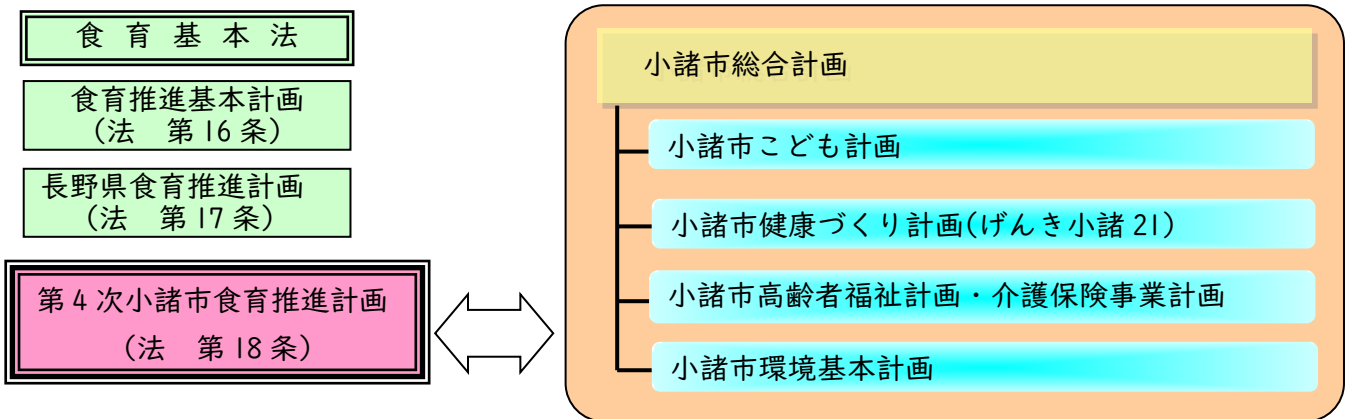 食育基本法
食育推進基本計画
(法　第16条)
長野県食育推進計画
(法　第17条)
第4次小諸市食育推進計画
(法　第18条)
小諸市総合計画
小諸市こども計画
小諸市健康づくり計画(げんき小諸21)
小諸市高齢者福祉計画・介護保険事業計画
小諸市環境基本計画